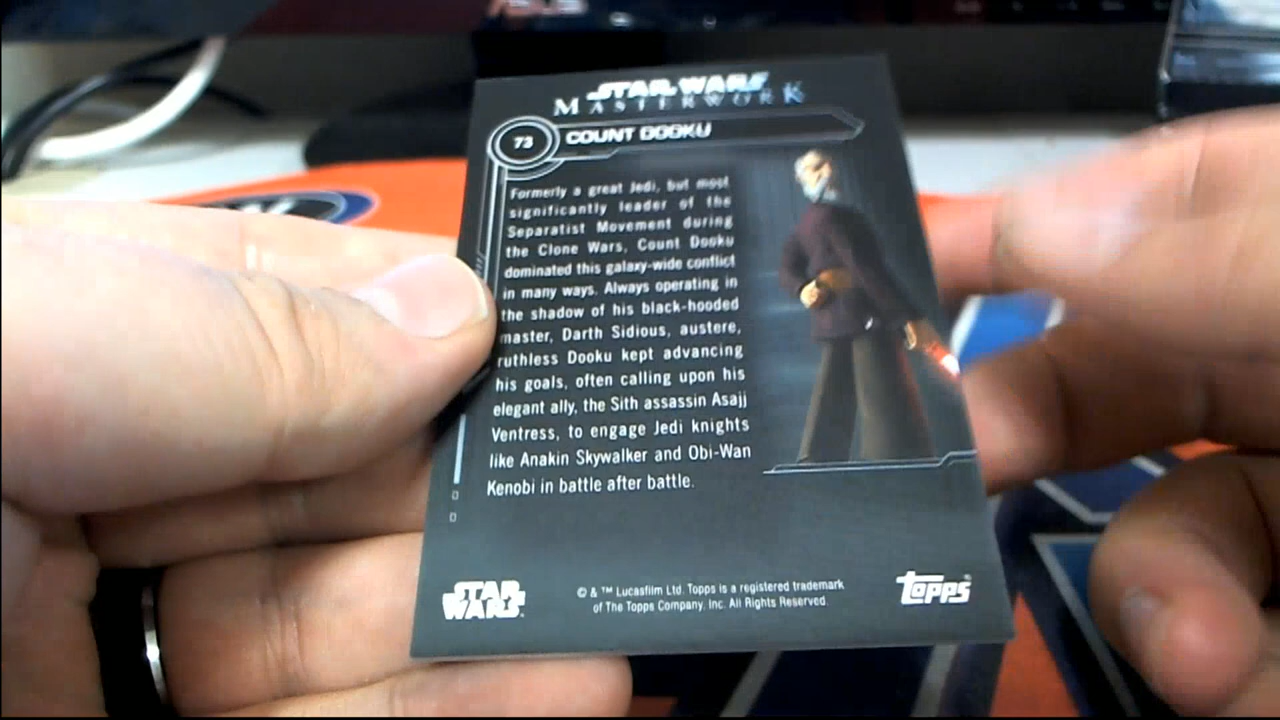 STAR WARS
MASTERWORK
73
COUNT DOOKU
Formerly a great Jedi, but most
significantly leader of the
Separatist Movement during
the Clone Wars, Count Dooku
dominated this galaxy-wide conflict
in many ways. Always operating in
the shadow of his black-hooded
master, Darth Sidious, austere,
ruthless Dooku kept advancing
his goals, often calling upon his
elegant ally, the Sith assassin Asajj
Ventress, to engage Jedi knights
like Anakin Skywalker and Obi-Wan
Kenobi in battle after battle.
STAR
WARS
© & ™ Lucasfilm Ltd. Topps is a registered trademark
of The Topps Company, Inc. All Rights Reserved.
Topps